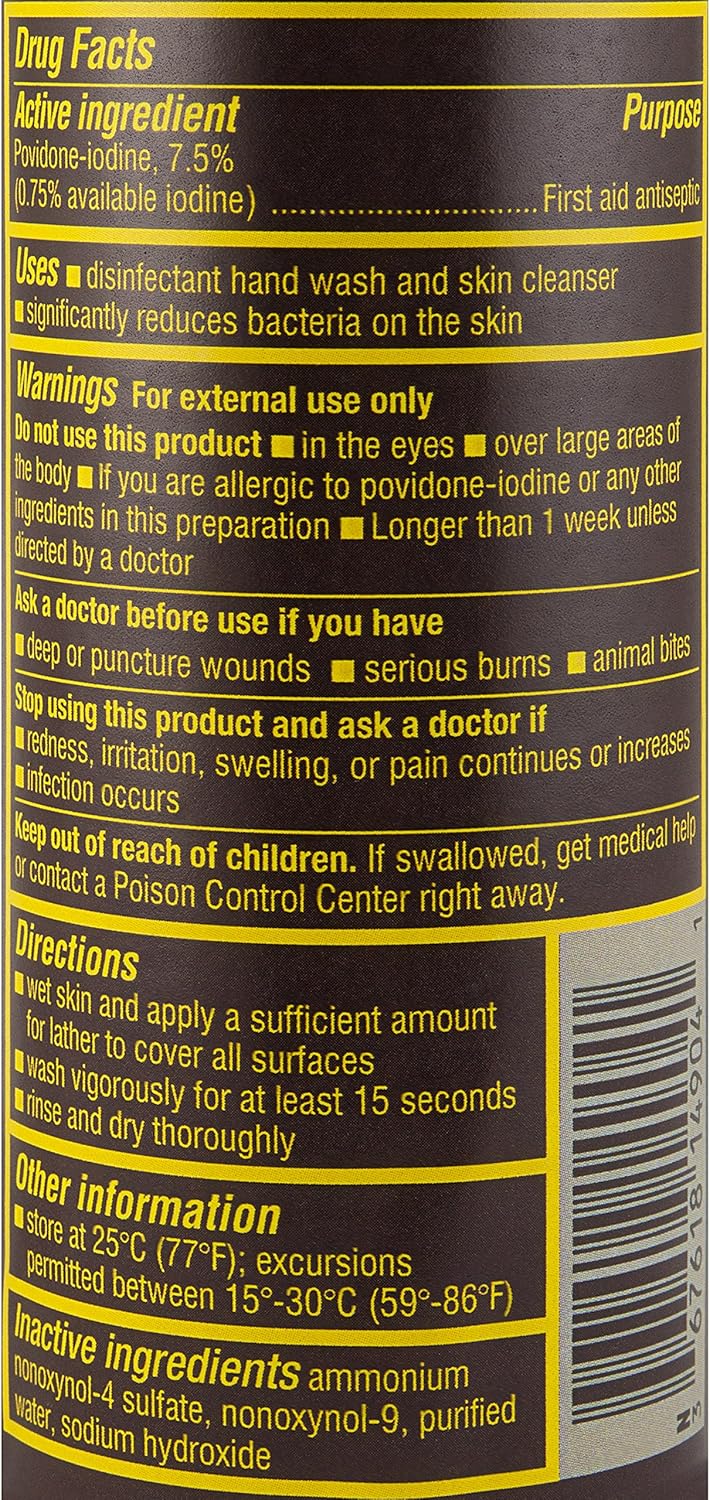 Drug Facts
Active ingredient Purpose
Povidone-iodine, 7.5%
(0.75% available iodine) ............................. First aid antiseptic
Uses ■ disinfectant hand wash and skin cleanser
■ significantly reduces bacteria on the skin
Warnings For external use only
Do not use this product ■ in the eyes ■ over large areas of
the body ■ If you are allergic to povidone-iodine or any other
ingredients in this preparation ■ Longer than 1 week unless
directed by a doctor
Ask a doctor before use if you have
■ deep or puncture wounds ■ serious burns ■ animal bites
Stop using this product and ask a doctor if
■ redness, irritation, swelling, or pain continues or increases
■ infection occurs
Keep out of reach of children. If swallowed, get medical help
or contact a Poison Control Center right away.
Directions
■ wet skin and apply a sufficient amount
for lather to cover all surfaces
■ wash vigorously for at least 15 seconds
■ rinse and dry thoroughly
Other information
■ store at 25°C (77°F); excursions
permitted between 15°-30°C (59°-86°F)
Inactive ingredients ammonium
nonoxynol-4 sulfate, nonoxynol-9, purified
water, sodium hydroxide
N
3 67618 14904 1